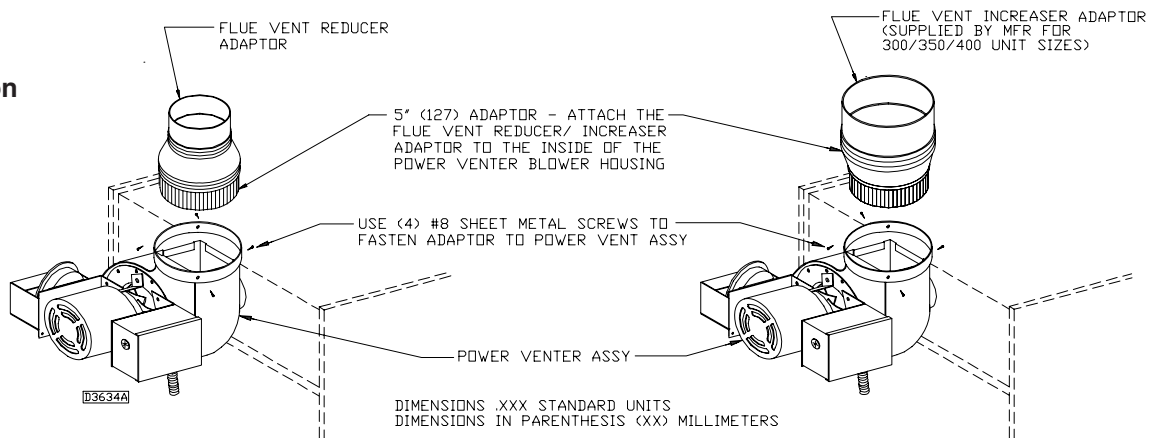 FLUE VENT REDUCER
ADAPTOR
FLUE VENT INCREASER ADAPTOR
(SUPPLIED BY MFR FOR
300/350/400 UNIT SIZES)
on
5" (127) ADAPTOR - ATTACH THE
FLUE VENT REDUCER/ INCREASER
ADAPTOR TO THE INSIDE OF THE
POWER VENTER BLOWER HOUSING
USE (4) #8 SHEET METAL SCREWS TO
FASTEN ADAPTOR TO POWER VENT ASSY
POWER VENTER ASSY
D3634A
DIMENSIONS .XXX STANDARD UNITS
DIMENSIONS IN PARENTHESIS (XX) MILLIMETERS